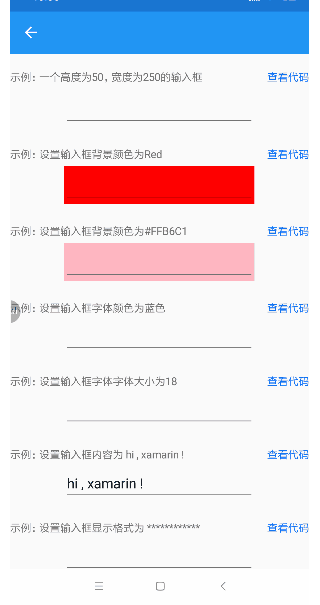 示例：一个高度为50，宽度为250的输入框 查看代码
示例：设置输入框背景颜色为Red 查看代码
示例：设置输入框背景颜色为#FFB6C1 查看代码
示例：设置输入框字体颜色为蓝色 查看代码
示例：设置输入框字体字体大小为18 查看代码
示例：设置输入框内容为 hi , xamarin ! 查看代码
hi , xamarin !
示例：设置输入框显示格式为 ************ 查看代码